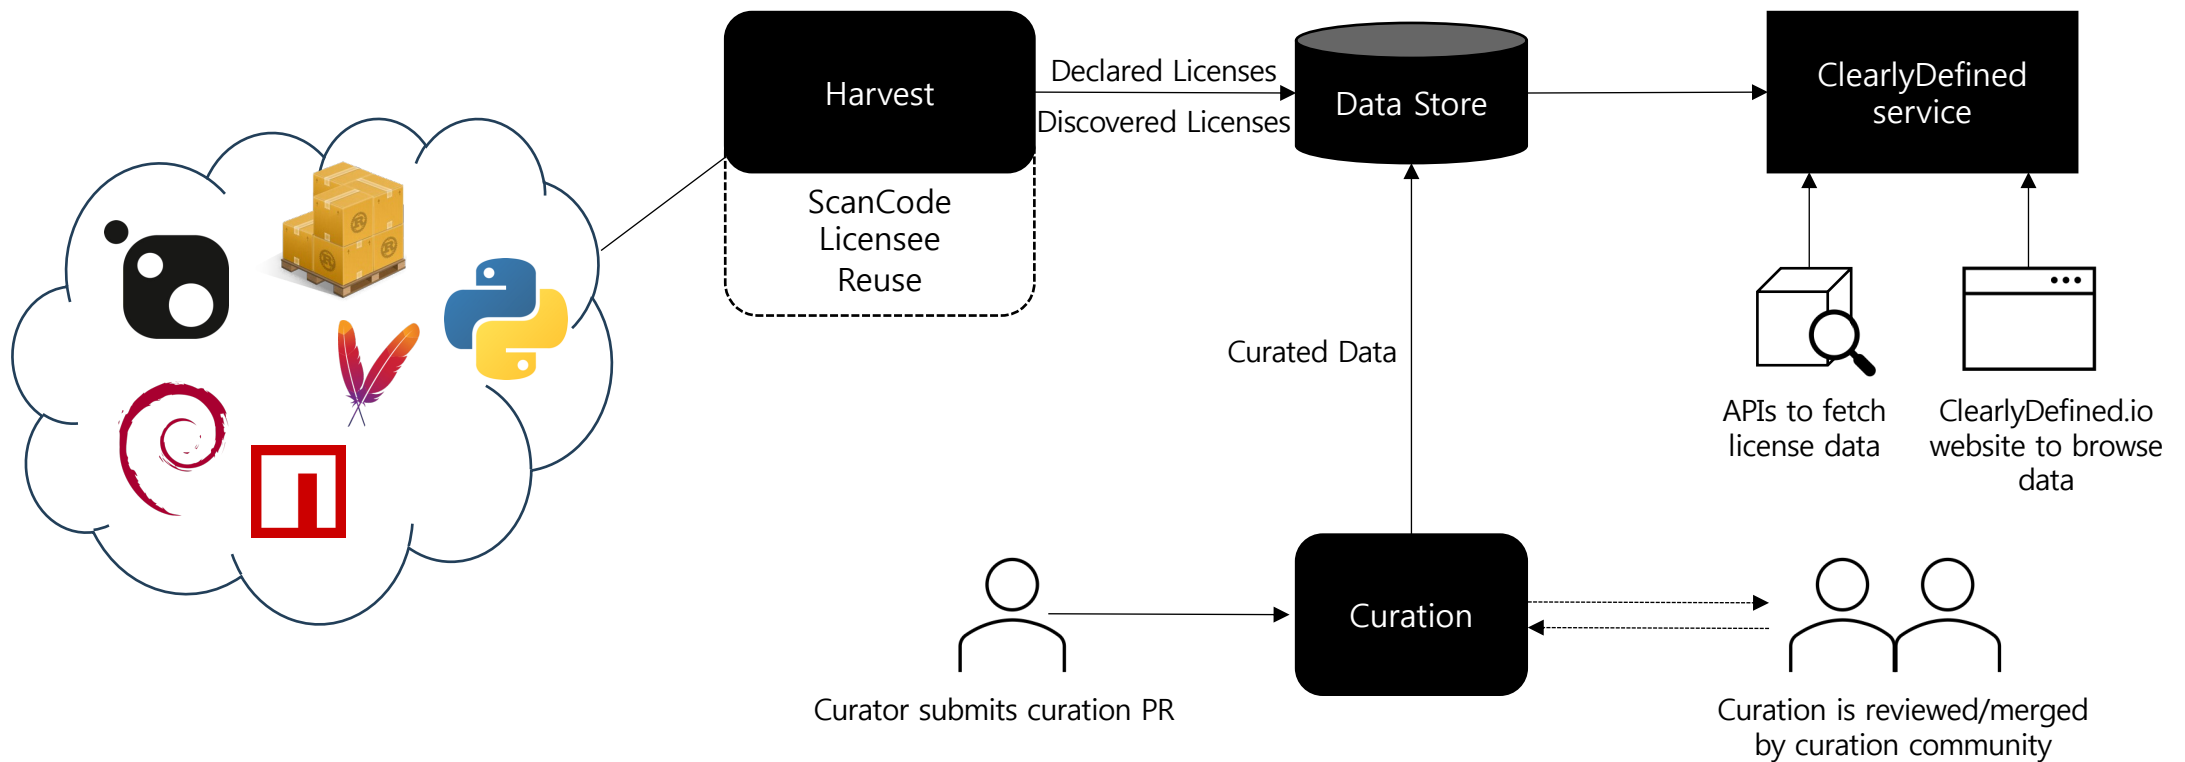 Harvest
ScanCode
Licensee
Reuse
Declared Licenses
Discovered Licenses
Data Store
ClearlyDefined
service
APIs to fetch
license data
ClearlyDefined.io
website to browse
data
Curated Data
Curation
Curator submits curation PR
Curation is reviewed/merged
by curation community